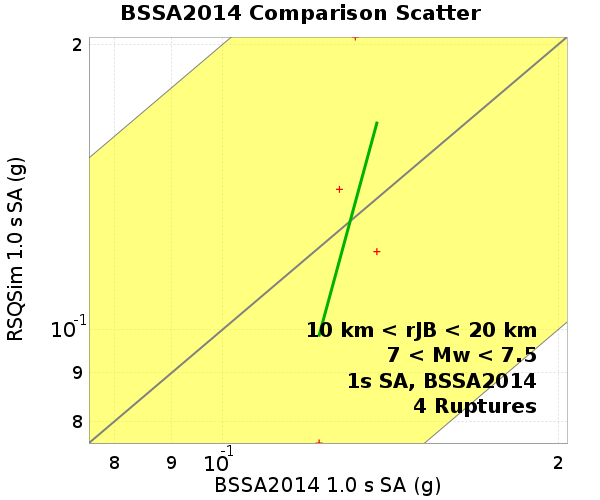 BSSA2014 Comparison Scatter
RSQSim 1.0 s SA (g)
2
10-1
9
8
10 km < rJB < 20 km
7 < Mw < 7.5
1s SA, BSSA2014
4 Ruptures
8 9 10-1 2
BSSA2014 1.0 s SA (g)